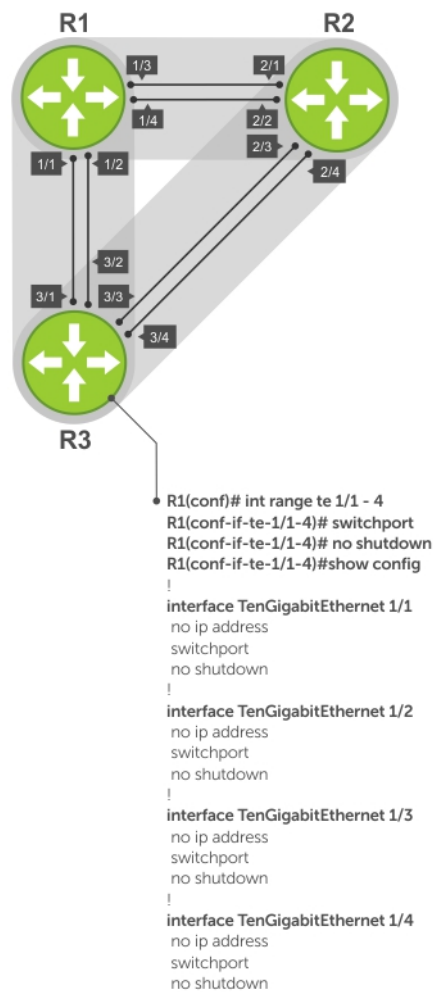 R1
R2
1/3
2/1
1/4
2/2
2/3
2/4
1/1
1/2
3/2
3/1
3/3
3/4
R3
R1(conf)# int range te 1/1 - 4
R1(conf-if-te-1/1-4)# switchport
R1(conf-if-te-1/1-4)# no shutdown
R1(conf-if-te-1/1-4)#show config
!
interface TenGigabitEthernet 1/1
no ip address
switchport
no shutdown
!
interface TenGigabitEthernet 1/2
no ip address
switchport
no shutdown
!
interface TenGigabitEthernet 1/3
no ip address
switchport
no shutdown
!
interface TenGigabitEthernet 1/4
no ip address
switchport
no shutdown